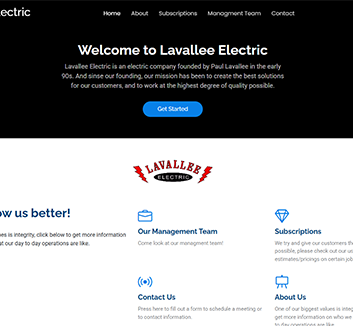 lectric
Home About Subscriptions Managment Team Contact
Welcome to Lavallee Electric
Lavallee Electric is an electric company founded by Paul Lavallee in the early
90s. And sinse our founding, our mission has been to create the best solutions
for our customers, and to work at the highest degree of quality possible.
Get Started
LAVALLEE
ELECTRIC
ow us better!
es is integrity, click below to get more information
at our day to day operations are like.
Our Management Team
Come look at our managment team!
Subscriptions
We try and give our customers th
possible, please check out our us
estimates/pricings on certain job
Contact Us
Press here to fill out a form to schedule a meeting or
to contact information.
About Us
One of our biggest values is integ
get more information on who we
to day operations are like.